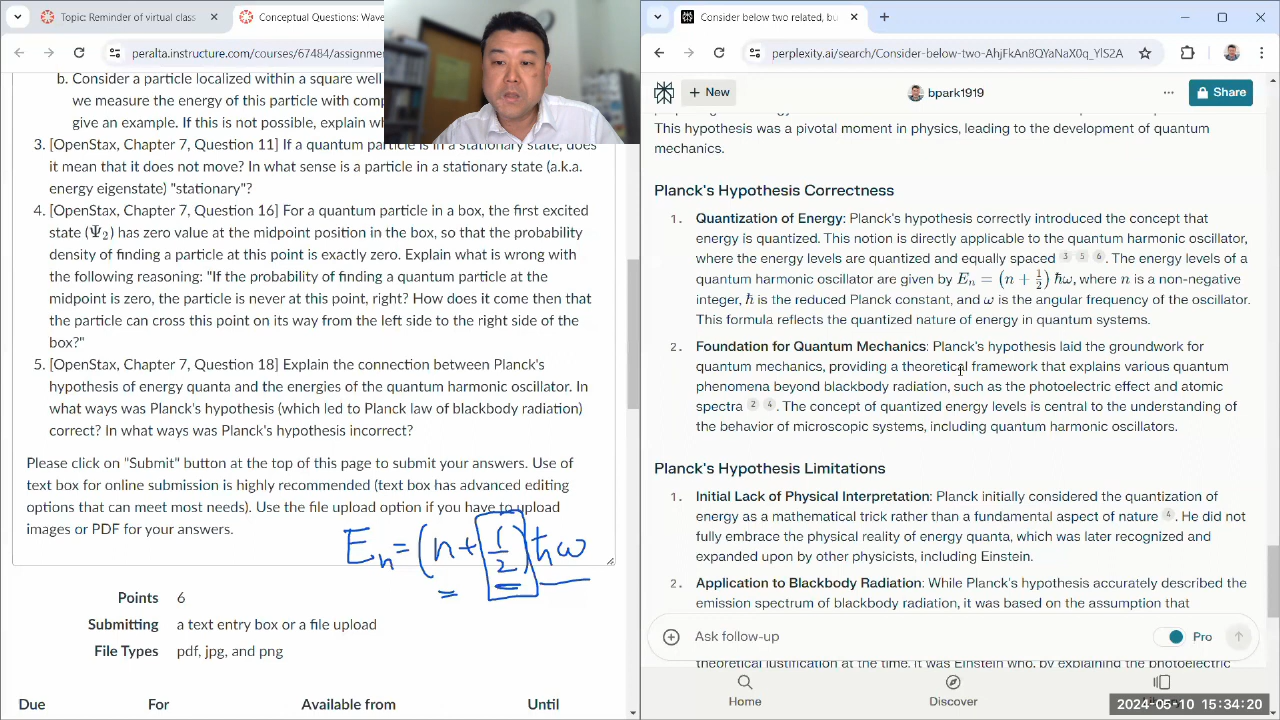 Topic: Reminder of virtual class
Conceptual Questions: Wave
peralta.instructure.com/courses/67484/assignme
b. Consider a particle localized within a square well
we measure the energy of this particle with comp
give an example. If this is not possible, explain wh
3. [OpenStax, Chapter 7, Question 11] If a quantum particle is in a stationary state, does
it mean that it does not move? In what sense is a particle in a stationary state (a.k.a.
energy eigenstate) "stationary"?
4. [OpenStax, Chapter 7, Question 16] For a quantum particle in a box, the first excited
state (Ψ₂) has zero value at the midpoint position in the box, so that the probability
density of finding a particle at this point is exactly zero. Explain what is wrong with
the following reasoning: "If the probability of finding a quantum particle at the
midpoint is zero, the particle is never at this point, right? How does it come then that
the particle can cross this point on its way from the left side to the right side of the
box?"
5. [OpenStax, Chapter 7, Question 18] Explain the connection between Planck's
hypothesis of energy quanta and the energies of the quantum harmonic oscillator. In
what ways was Planck's hypothesis (which led to Planck law of blackbody radiation)
correct? In what ways was Planck's hypothesis incorrect?
Please click on "Submit" button at the top of this page to submit your answers. Use of
text box for online submission is highly recommended (text box has advanced editing
options that can meet most needs). Use the file upload option if you have to upload
images or PDF for your answers.
Eₙ = (n + 1/2) ħω
Points 6
Submitting a text entry box or a file upload
File Types pdf, jpg, and png
Due For Available from Until
Consider below two related, bu
perplexity.ai/search/Consider-below-two-AhjFkAn8QYaNaX0D_YlS2A
New
bpark1919
Share
This hypothesis was a pivotal moment in physics, leading to the development of quantum
mechanics.
Planck's Hypothesis Correctness
1. Quantization of Energy: Planck's hypothesis correctly introduced the concept that
energy is quantized. This notion is directly applicable to the quantum harmonic oscillator,
where the energy levels are quantized and equally spaced 3 5 6 . The energy levels of a
quantum harmonic oscillator are given by Eₙ = (n + 1/2) ħω, where n is a non-negative
integer, ħ is the reduced Planck constant, and ω is the angular frequency of the oscillator.
This formula reflects the quantized nature of energy in quantum systems.
2. Foundation for Quantum Mechanics: Planck's hypothesis laid the groundwork for
quantum mechanics, providing a theoretical framework that explains various quantum
phenomena beyond blackbody radiation, such as the photoelectric effect and atomic
spectra 2 4 . The concept of quantized energy levels is central to the understanding of
the behavior of microscopic systems, including quantum harmonic oscillators.
Planck's Hypothesis Limitations
1. Initial Lack of Physical Interpretation: Planck initially considered the quantization of
energy as a mathematical trick rather than a fundamental aspect of nature 4 . He did not
fully embrace the physical reality of energy quanta, which was later recognized and
expanded upon by other physicists, including Einstein.
2. Application to Blackbody Radiation: While Planck's hypothesis accurately described the
emission spectrum of blackbody radiation, it was based on the assumption that
Ask follow-up
Pro
theoretical justification at the time. It was Einstein who, by explaining the photoelectric
Home
Discover
2024-05-10 15:34:20